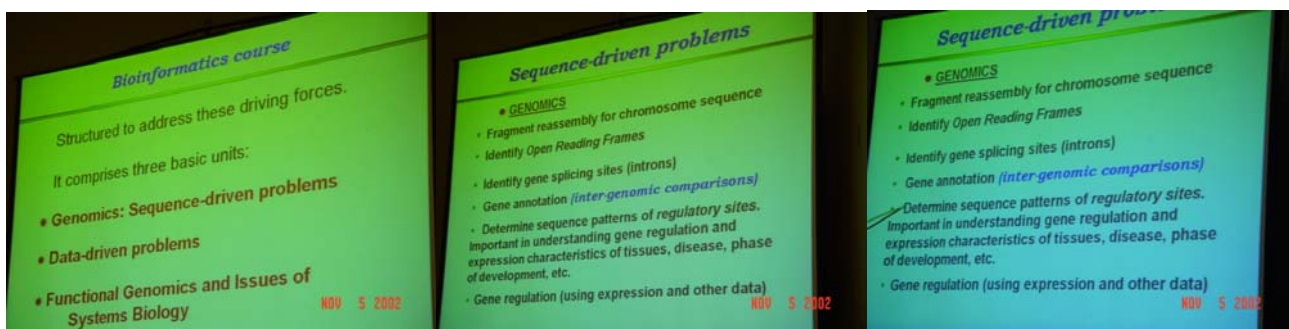 Bioinformatics course
Structured to address these driving forces.
It comprises three basic units:
• Genomics: Sequence-driven problems
• Data-driven problems
• Functional Genomics and Issues of
Systems Biology
NOV 5 2002
Sequence-driven problems
• GENOMICS
• Fragment reassembly for chromosome sequence
• Identify Open Reading Frames
• Identify gene splicing sites (introns)
• Gene annotation (inter-genomic comparisons)
• Determine sequence patterns of regulatory sites.
Important in understanding gene regulation and
expression characteristics of tissues, disease, phase
of development, etc.
• Gene regulation (using expression and other data)
NOV 5 2002
Sequence-driven problems
• GENOMICS
• Fragment reassembly for chromosome sequence
• Identify Open Reading Frames
• Identify gene splicing sites (introns)
• Gene annotation (inter-genomic comparisons)
• Determine sequence patterns of regulatory sites.
Important in understanding gene regulation and
expression characteristics of tissues, disease, phase
of development, etc.
• Gene regulation (using expression and other data)
NOV 5 2002